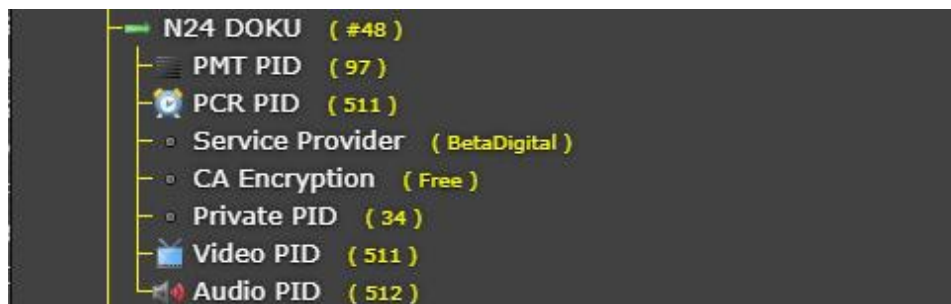 N24 DOKU ( #48 )
PMT PID ( 97 )
PCR PID ( 511 )
Service Provider ( BetaDigital )
CA Encryption ( Free )
Private PID ( 34 )
Video PID ( 511 )
Audio PID ( 512 )